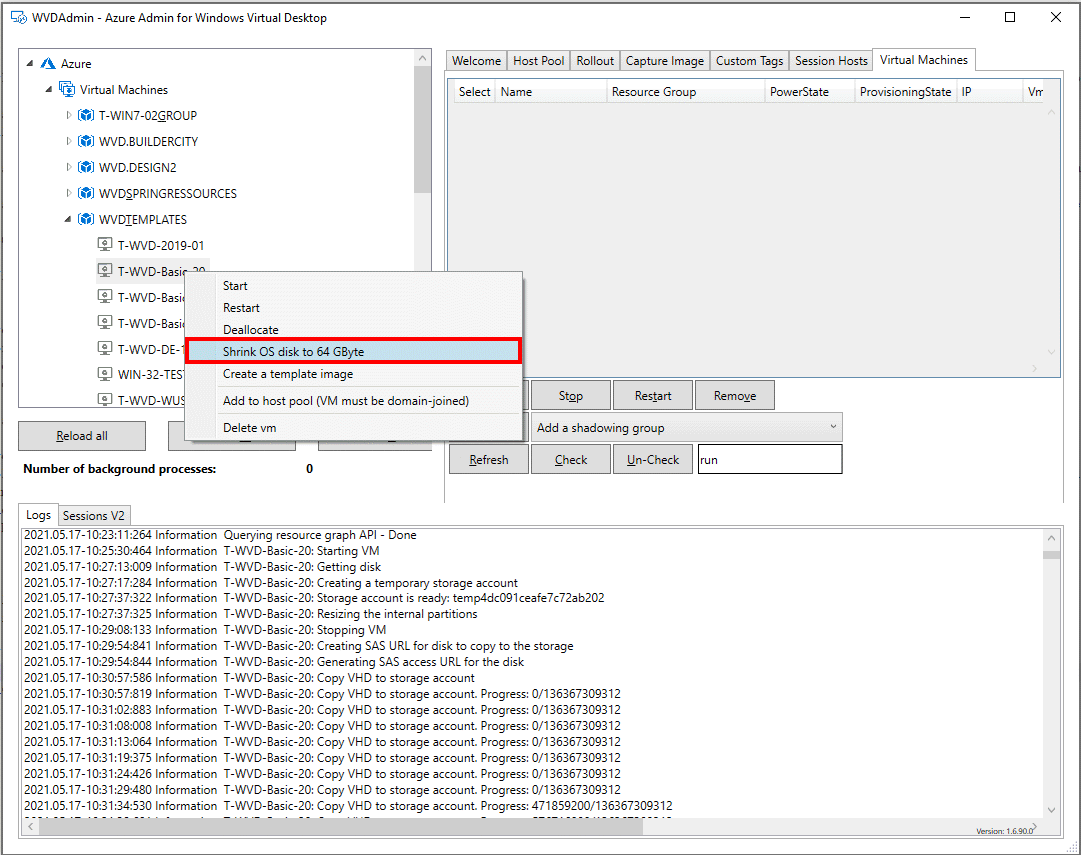 WVDAdmin - Azure Admin for Windows Virtual Desktop
Azure
Virtual Machines
T-WIN7-02GROUP
WVD.BUILDERCITY
WVD.DESIGN2
WVDSPRINGRESSOURCES
WVDTEMPLATES
T-WVD-2019-01
T-WVD-Basic-20
T-WVD-Basi
T-WVD-Basi
T-WVD-DE-1
WIN-32-TEST
T-WVD-WUS
Start
Restart
Deallocate
Shrink OS disk to 64 GByte
Create a template image
Add to host pool (VM must be domain-joined)
Delete vm
Reload all
Number of background processes: 0
Welcome Host Pool Rollout Capture Image Custom Tags Session Hosts Virtual Machines
Select Name Resource Group PowerState ProvisioningState IP Vm
Stop Restart Remove
Add a shadowing group
Refresh Check Un-Check run
Logs Sessions V2
2021.05.17-10:23:11:264 Information Querying resource graph API - Done
2021.05.17-10:25:30:464 Information T-WVD-Basic-20: Starting VM
2021.05.17-10:27:13:009 Information T-WVD-Basic-20: Getting disk
2021.05.17-10:27:17:284 Information T-WVD-Basic-20: Creating a temporary storage account
2021.05.17-10:27:37:322 Information T-WVD-Basic-20: Storage account is ready: temp4dc091ceafe7c72ab202
2021.05.17-10:27:37:325 Information T-WVD-Basic-20: Resizing the internal partitions
2021.05.17-10:29:08:133 Information T-WVD-Basic-20: Stopping VM
2021.05.17-10:29:54:841 Information T-WVD-Basic-20: Creating SAS URL for disk to copy to the storage
2021.05.17-10:29:54:844 Information T-WVD-Basic-20: Generating SAS access URL for the disk
2021.05.17-10:30:57:586 Information T-WVD-Basic-20: Copy VHD to storage account
2021.05.17-10:30:57:819 Information T-WVD-Basic-20: Copy VHD to storage account. Progress: 0/136367309312
2021.05.17-10:31:02:883 Information T-WVD-Basic-20: Copy VHD to storage account. Progress: 0/136367309312
2021.05.17-10:31:08:008 Information T-WVD-Basic-20: Copy VHD to storage account. Progress: 0/136367309312
2021.05.17-10:31:13:064 Information T-WVD-Basic-20: Copy VHD to storage account. Progress: 0/136367309312
2021.05.17-10:31:19:375 Information T-WVD-Basic-20: Copy VHD to storage account. Progress: 0/136367309312
2021.05.17-10:31:24:426 Information T-WVD-Basic-20: Copy VHD to storage account. Progress: 0/136367309312
2021.05.17-10:31:29:480 Information T-WVD-Basic-20: Copy VHD to storage account. Progress: 0/136367309312
2021.05.17-10:31:34:530 Information T-WVD-Basic-20: Copy VHD to storage account. Progress: 471859200/136367309312
Version: 1.6.90.0